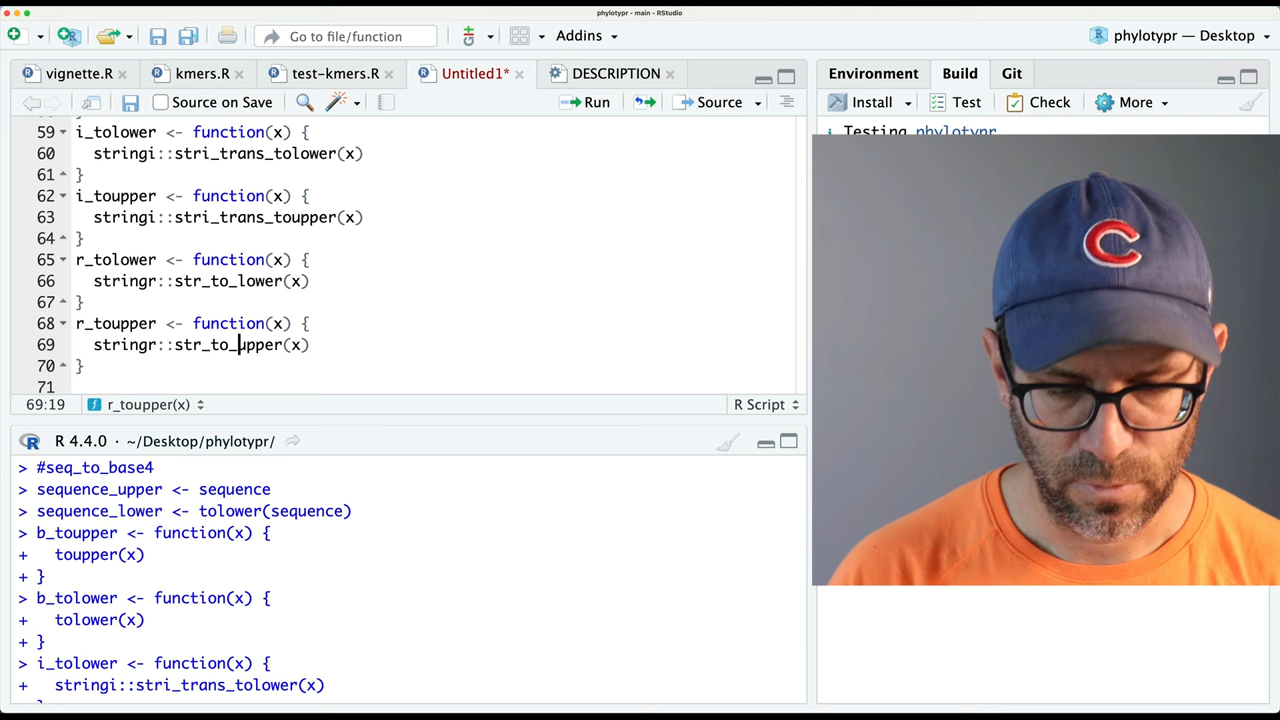 phylotypr - main - RStudio
Go to file/function
Addins
phylotypr — Desktop
vignette.R
kmers.R
test-kmers.R
Untitled1*
DESCRIPTION
Environment
Build
Git
Source on Save
Run
Source
Install
Test
Check
More
59 i_tolower <- function(x) {
60 stringi::stri_trans_tolower(x)
61 }
62 i_toupper <- function(x) {
63 stringi::stri_trans_toupper(x)
64 }
65 r_tolower <- function(x) {
66 stringr::str_to_lower(x)
67 }
68 r_toupper <- function(x) {
69 stringr::str_to_upper(x)
70 }
71
69:19
r_toupper(x)
R Script
i Testing phylotypr
R 4.4.0 · ~/Desktop/phylotypr/
> #seq_to_base4
> sequence_upper <- sequence
> sequence_lower <- tolower(sequence)
> b_toupper <- function(x) {
+ toupper(x)
+ }
> b_tolower <- function(x) {
+ tolower(x)
+ }
> i_tolower <- function(x) {
+ stringi::stri_trans_tolower(x)
C